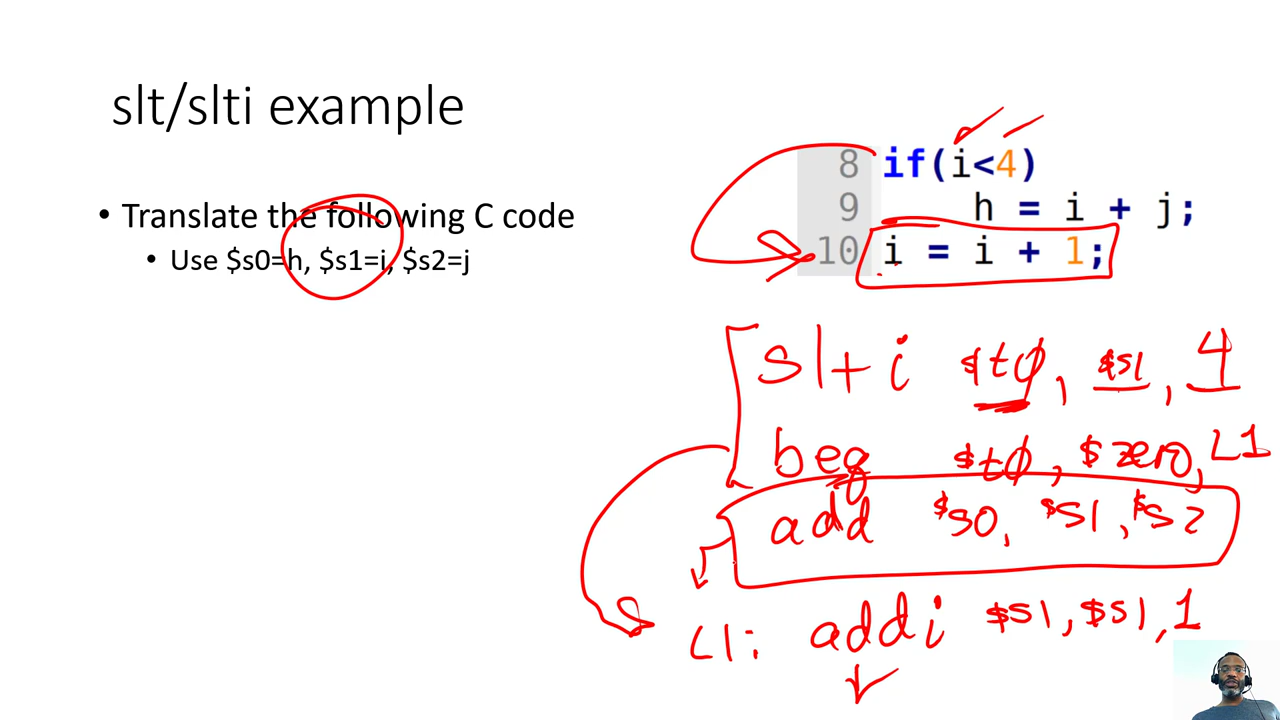 slt/slti example
• Translate the following C code
• Use $s0=h, $s1=i, $s2=j
8 if(i<4)
9 h = i + j;
10 i = i + 1;
slti $t0, $s1, 4
beq $t0, $zero, L1
add $s0, $s1, $s2
L1: addi $s1, $s1, 1